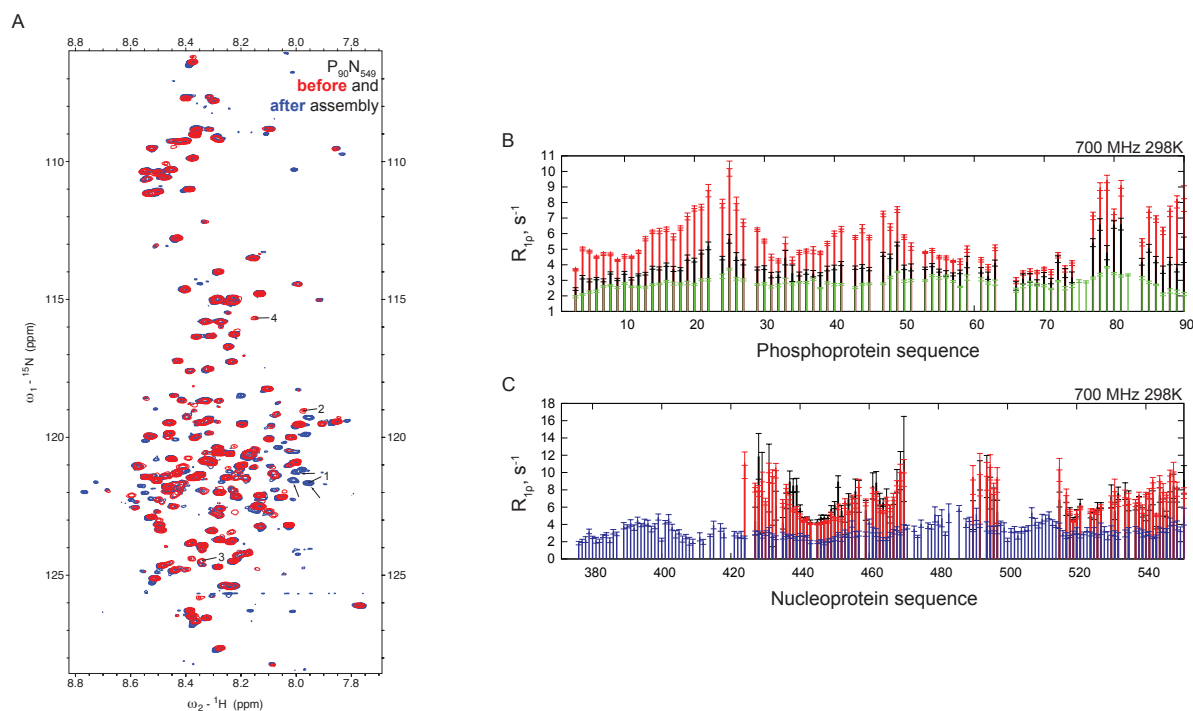 A
8.8 8.6 8.4 8.2 8.0 7.8
P90N549
before and
after assembly
110
110
115
115
4
120
120
2
1
3
125
125
8.8 8.6 8.4 8.2 8.0 7.8
ω2 - 1H (ppm)
ω1 - 15N (ppm)
B
700 MHz 298K
11
10
9
8
7
6
5
4
3
2
1
R1ρ, s-1
10 20 30 40 50 60 70 80 90
Phosphoprotein sequence
C
700 MHz 298K
18
16
14
12
10
8
6
4
2
0
R1ρ, s-1
380 400 420 440 460 480 500 520 540
Nucleoprotein sequence